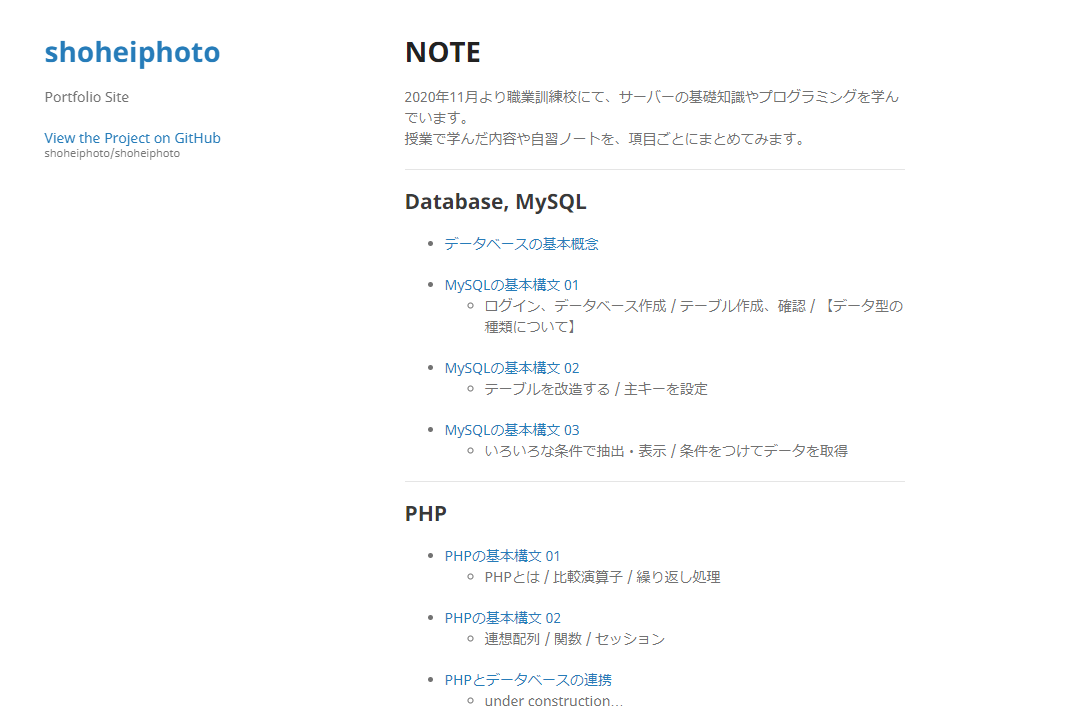 shoheiphoto
Portfolio Site
View the Project on GitHub
shoheiphoto/shoheiphoto
NOTE
2020年11月より職業訓練校にて、サーバーの基礎知識やプログラミングを学ん
でいます。
授業で学んだ内容や自習ノートを、項目ごとにまとめてみます。
Database, MySQL
データベースの基本概念
MySQLの基本構文 01
ログイン、データベース作成 / テーブル作成、確認 / 【データ型の
種類について】
MySQLの基本構文 02
テーブルを改造する / 主キーを設定
MySQLの基本構文 03
いろいろな条件で抽出・表示 / 条件をつけてデータを取得
PHP
PHPの基本構文 01
PHPとは / 比較演算子 / 繰り返し処理
PHPの基本構文 02
連想配列 / 関数 / セッション
PHPとデータベースの連携
under construction…